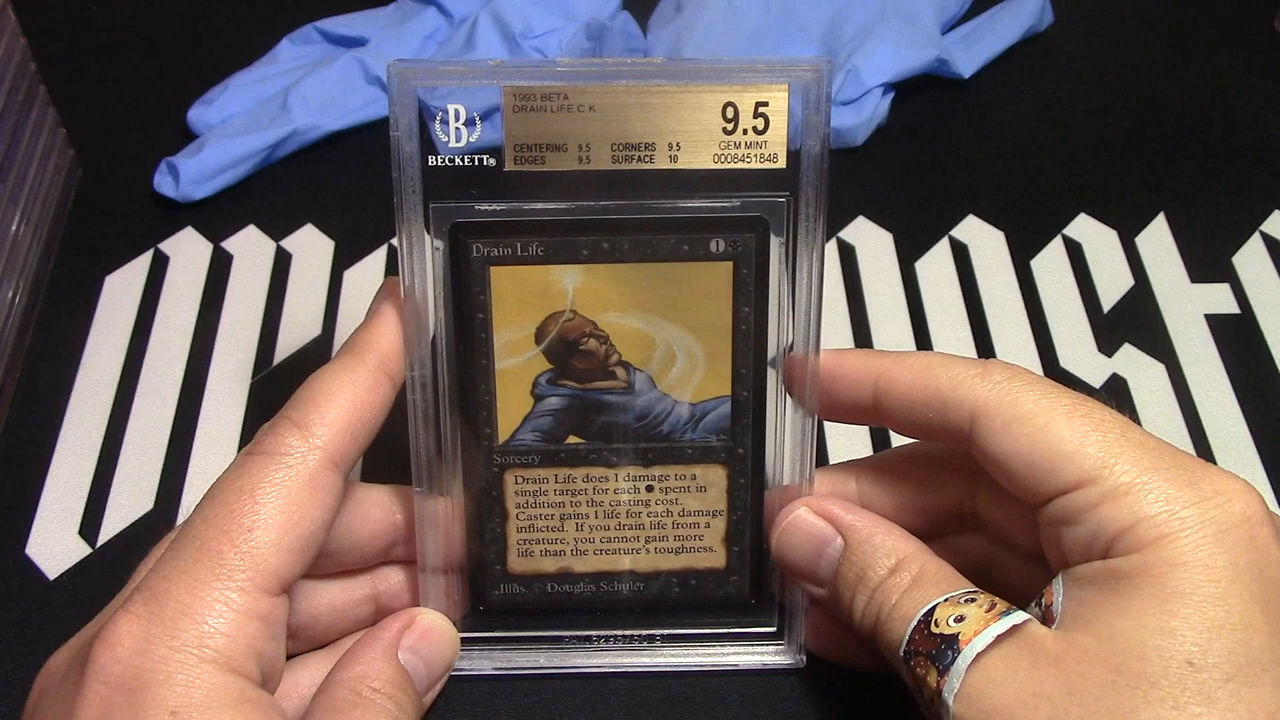 1993 BETA
DRAIN LIFE C K
CENTERING 9.5 CORNERS 9.5
EDGES 9.5 SURFACE 10
9.5
GEM MINT
0008451848
B
BECKETT®
Drain Life 1
Sorcery
Drain Life does 1 damage to a
single target for each spent in
addition to the casting cost.
Caster gains 1 life for each damage
inflicted. If you drain life from a
creature, you cannot gain more
life than the creature's toughness.
Illus. © Douglas Schuler